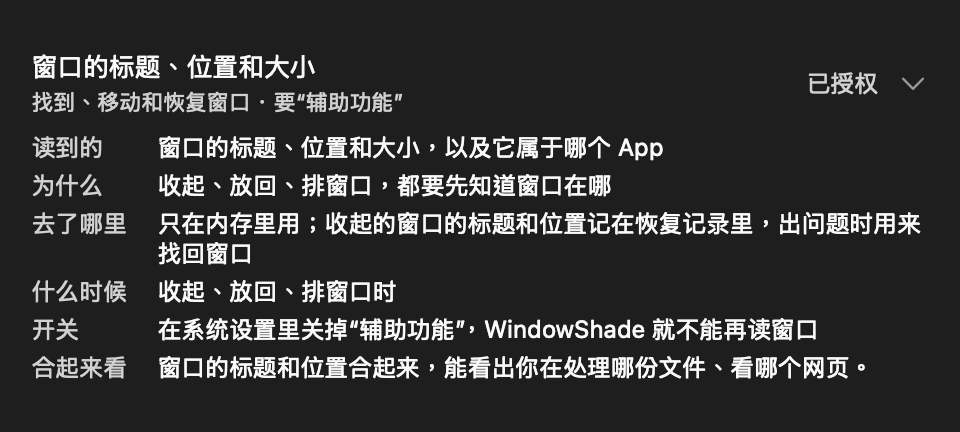 窗口的标题、位置和大小
找到、移动和恢复窗口 · 要“辅助功能”
已授权
读到的 窗口的标题、位置和大小，以及它属于哪个 App
为什么 收起、放回、排窗口，都要先知道窗口在哪
去了哪里 只在内存里用；收起的窗口的标题和位置记在恢复记录里，出问题时用来
找回窗口
什么时候 收起、放回、排窗口时
开关 在系统设置里关掉“辅助功能”，WindowShade 就不能再读窗口
合起来看 窗口的标题和位置合起来，能看出你在处理哪份文件、看哪个网页。